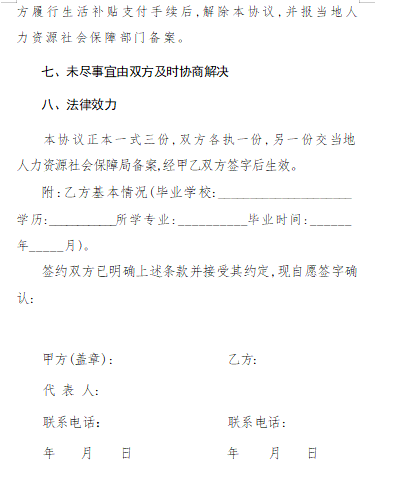 方履行生活补贴支付手续后,解除本协议,并报当地人
力资源社会保障部门备案。
七、未尽事宜由双方及时协商解决
八、法律效力
本协议正本一式三份,双方各执一份,另一份交当地
人力资源社会保障局备案,经甲乙双方签字后生效。
附:乙方基本情况(毕业学校:____________________
学历:__________所学专业:__________毕业时间:______
年_____月)。
签约双方已明确上述条款并接受其约定,现自愿签字确
认:
甲方(盖章): 乙方:
代 表 人:
联系电话: 联系电话:
年 月 日 年 月 日